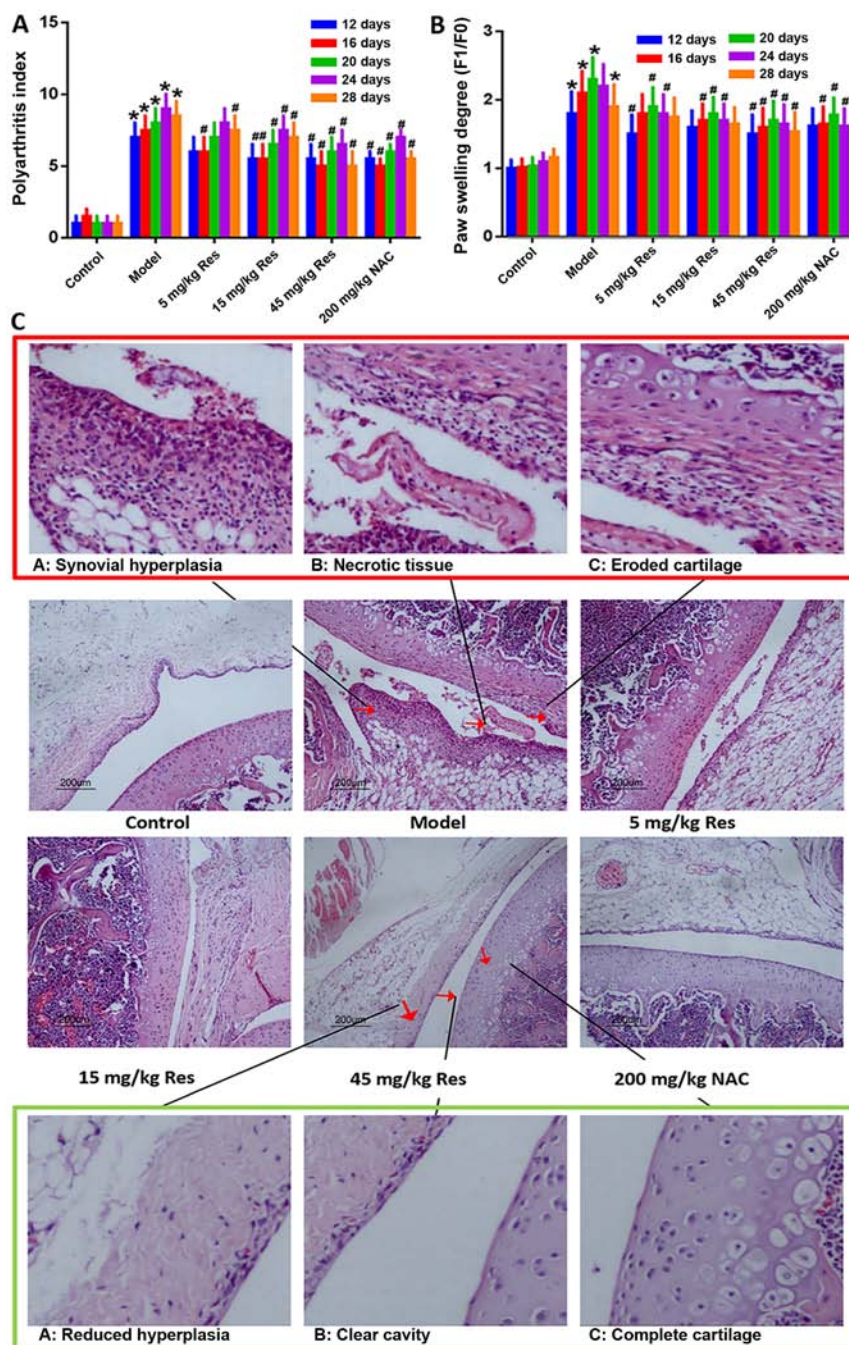 A
15
10
5
0
Polyarthritis index
12 days
16 days
20 days
24 days
28 days
* * * * *
# # #
## # # #
# # # # #
# # # # #
Control
Model
5 mg/kg Res
15 mg/kg Res
45 mg/kg Res
200 mg/kg NAC
B
3
2
1
0
Paw swelling degree (F1/F0)
12 days
16 days
20 days
24 days
28 days
* * * *
# # #
# # #
# # # #
# # #
Control
Model
5 mg/kg Res
15 mg/kg Res
45 mg/kg Res
200 mg/kg NAC
C
A: Synovial hyperplasia
B: Necrotic tissue
C: Eroded cartilage
200um
200um
200um
Control
Model
5 mg/kg Res
200um
200um
200um
15 mg/kg Res
45 mg/kg Res
200 mg/kg NAC
A: Reduced hyperplasia
B: Clear cavity
C: Complete cartilage